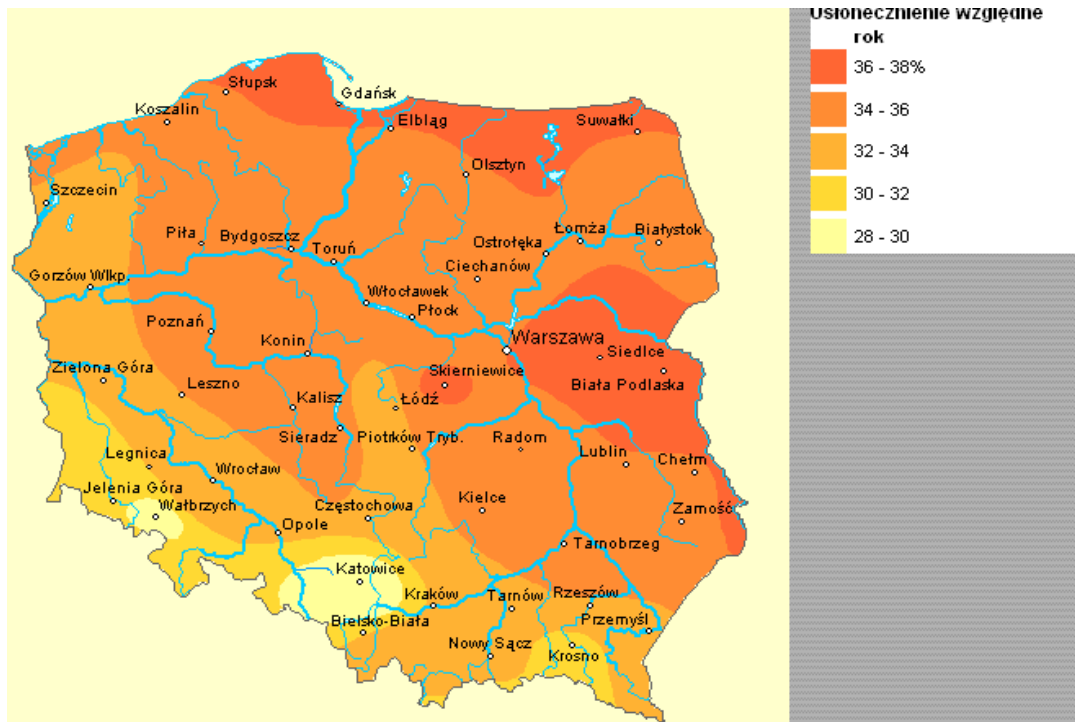 Usłonecznienie względne
rok
36 - 38%
34 - 36
32 - 34
30 - 32
28 - 30
Słupsk
Gdańsk
Koszalin
Elbląg
Suwałki
Olsztyn
Szczecin
Piła
Bydgoszcz
Toruń
Ostrołęka
Łomża
Białystok
Ciechanów
Gorzów Wlkp.
Włocławek
Płock
Poznań
Konin
Warszawa
Siedlce
Zielona Góra
Skierniewice
Biała Podlaska
Leszno
Kalisz
Łódź
Sieradz
Piotrków Tryb.
Radom
Lublin
Chełm
Legnica
Wrocław
Jelenia Góra
Wałbrzych
Częstochowa
Kielce
Zamość
Opole
Tarnobrzeg
Katowice
Kraków
Tarnów
Rzeszów
Bielsko-Biała
Przemyśl
Nowy Sącz
Krosno